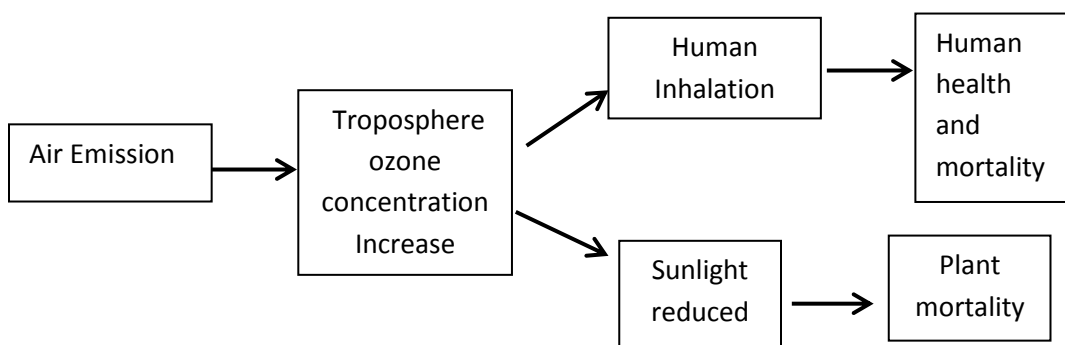 Air Emission
Troposphere
ozone
concentration
Increase
Human
Inhalation
Human
health
and
mortality
Sunlight
reduced
Plant
mortality